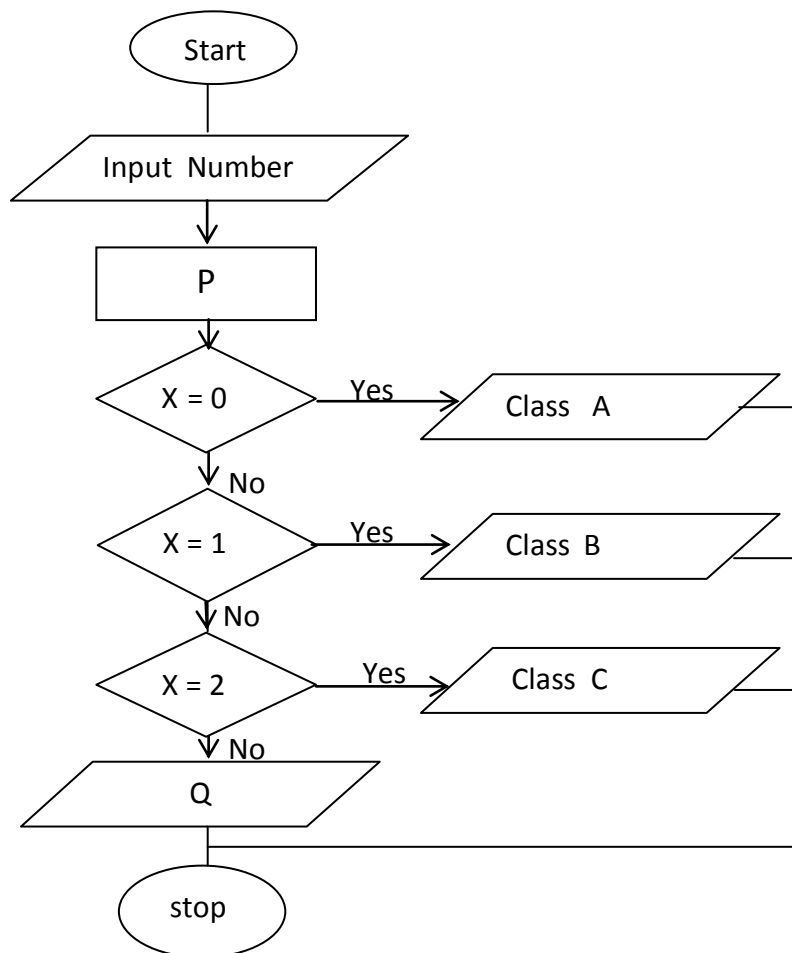 Start
Input Number
P
X = 0
Yes
Class A
No
X = 1
Yes
Class B
No
X = 2
Yes
Class C
No
Q
stop